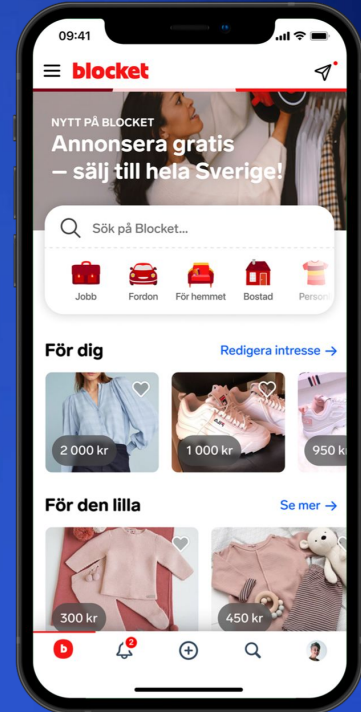 09:41
blocket
NYTT PÅ BLOCKET
Annonsera gratis
– sälj till hela Sverige!
Sök på Blocket...
Jobb Fordon För hemmet Bostad Personl
För dig Redigera intresse →
2 000 kr 1 000 kr 950 k
För den lilla Se mer →
300 kr 450 kr
b 2